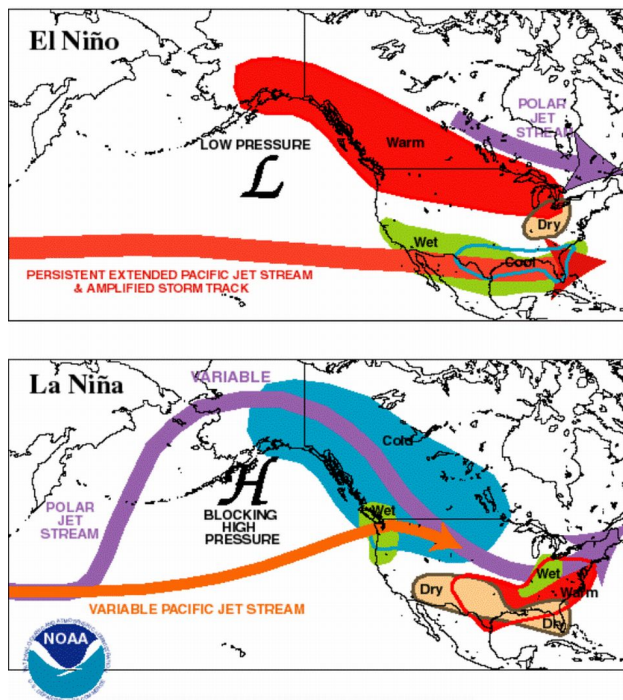 El Niño
POLAR
JET
STREAM
LOW PRESSURE
L
Warm
Dry
Wet
Cool
PERSISTENT EXTENDED PACIFIC JET STREAM
& AMPLIFIED STORM TRACK
La Niña
VARIABLE
Cold
H
BLOCKING
HIGH
PRESSURE
POLAR
JET
STREAM
Wet
Wet
Dry
Warm
Dry
VARIABLE PACIFIC JET STREAM
NOAA